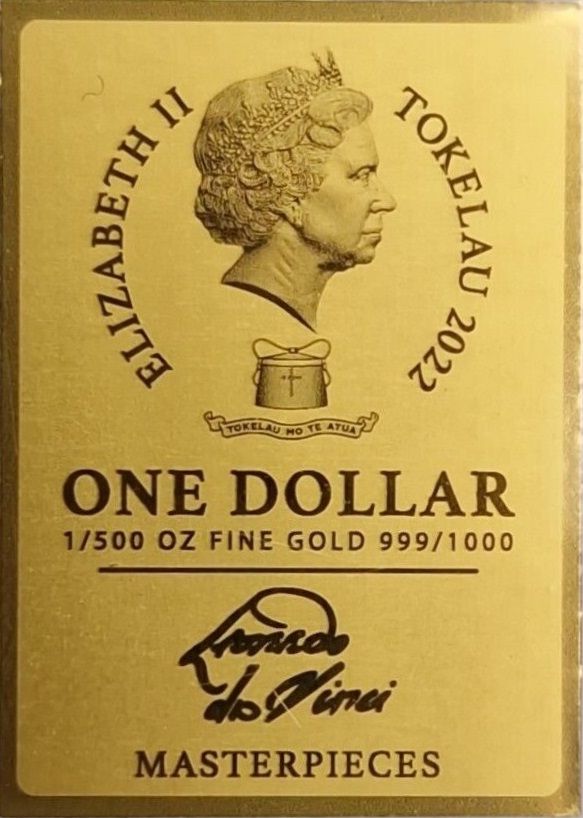 ELIZABETH II
TOKELAU 2022
TOKELAU MO TE ATUA
ONE DOLLAR
1/500 OZ FINE GOLD 999/1000
Leonardo
da Vinci
MASTERPIECES